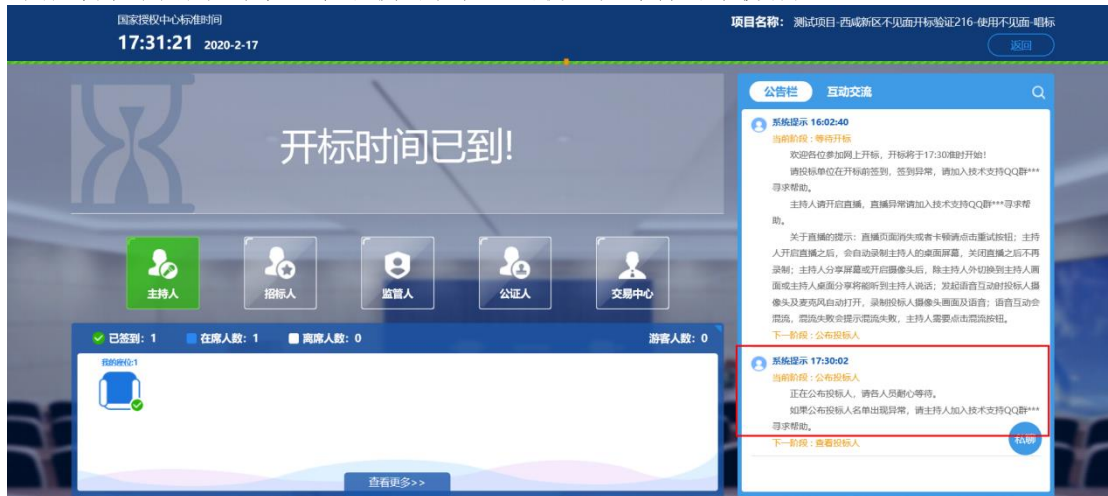 国家授权中心标准时间
17:31:21 2020-2-17
项目名称： 测试项目-西咸新区不见面开标验证216-使用不见面-唱标
返回
开标时间已到!
主持人
招标人
监管人
公证人
交易中心
已签到：1 在席人数：1 离席人数：0 游客人数：0
我的座位:1
查看更多>>
公告栏 互动交流
系统提示 16:02:40
当前阶段：等待开标
欢迎各位参加网上开标，开标将于17:30准时开始!
请投标单位在开标前签到，签到异常，请加入技术支持QQ群***
寻求帮助。
主持人请开启直播，直播异常请加入技术支持QQ群***寻求帮
助。
关于直播的提示：直播页面消失或者卡顿请点击重试按钮；主持
人开启直播之后，会自动录制主持人的桌面屏幕，关闭直播之后不再
录制；主持人分享屏幕或开启摄像头后，除主持人外切换到主持人画
面或主持人桌面分享将能听到主持人说话；发起语音互动时投标人摄
像头及麦克风自动打开，录制投标人摄像头画面及语音；语音互动会
混流，混流失败会提示混流失败，主持人需要点击混流按钮。
下一阶段：公布投标人
系统提示 17:30:02
当前阶段：公布投标人
正在公布投标人，请各人员耐心等待。
如果公布投标人名单出现异常，请主持人加入技术支持QQ群***
寻求帮助。
下一阶段：查看投标人
私聊